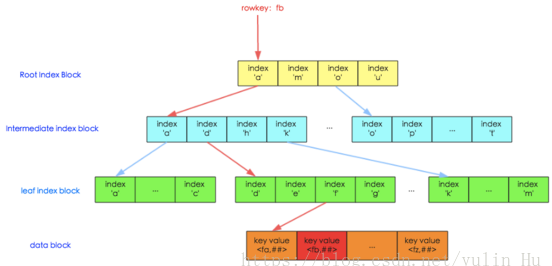 rowkey: fb
Root Index Block
index 'a'
index 'm'
index 'o'
index 'u'
intermediate index block
index 'a'
index 'd'
index 'h'
index 'k'
...
index 'o'
index 'p'
...
index 't'
leaf index block
index 'a'
...
index 'c'
index 'd'
index 'e'
index 'f'
index 'g'
...
index 'k'
...
index 'm'
data block
key value <fa,##>
key value <fb,##>
...
key value <fz,##>
https://blog.csdn.net/yulin_Hu